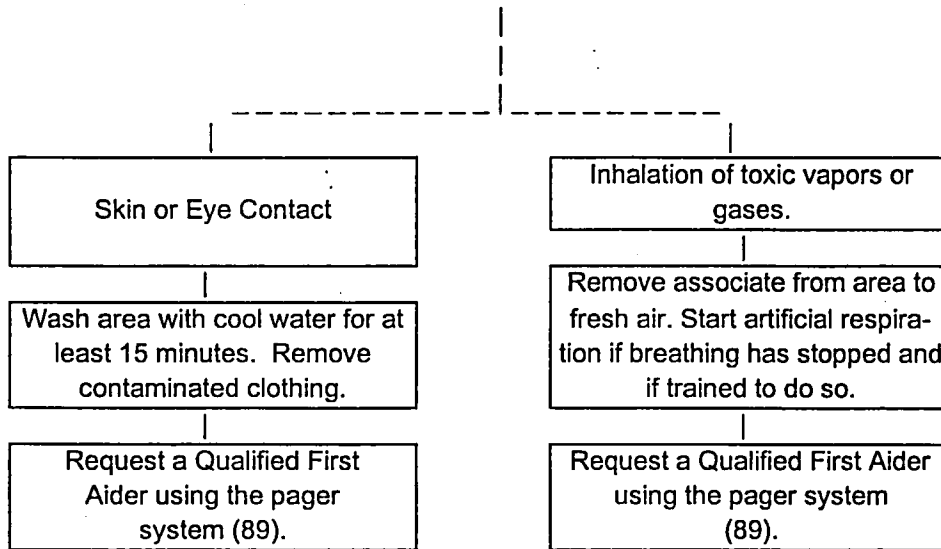 Skin or Eye Contact
Wash area with cool water for at
least 15 minutes. Remove
contaminated clothing.
Request a Qualified First
Aider using the pager
system (89).
Inhalation of toxic vapors or
gases.
Remove associate from area to
fresh air. Start artificial respira-
tion if breathing has stopped and
if trained to do so.
Request a Qualified First Aider
using the pager system
(89).